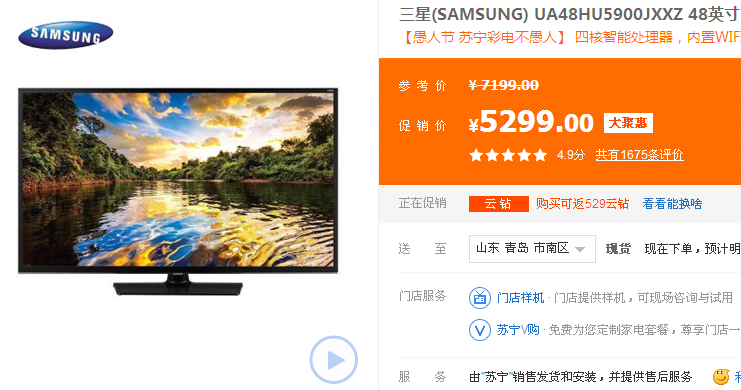 SAMSUNG
三星(SAMSUNG) UA48HU5900JXXZ 48英寸
【愚人节 苏宁彩电不愚人】 四核智能处理器，内置WIF
参 考 价 ¥ 7199.00
促 销 价 ¥5299.00 大聚惠
4.9分 共有1675条评价
正在促销 云钻 购买可返529云钻 看看能换啥
送 至 山东 青岛 市南区 现货 现在下单，预计明
门店服务 门店样机 · 门店提供样机，可现场咨询与试用
苏宁V购 · 免费为您定制家电套餐，尊享门店一
服 务 由"苏宁"销售发货和安装，并提供售后服务